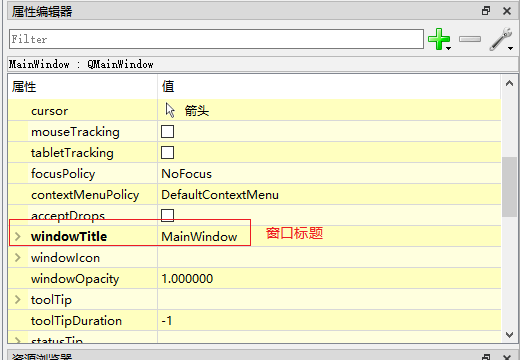 属性编辑器
Filter
MainWindow : QMainWindow
属性 值
cursor 箭头
mouseTracking
tabletTracking
focusPolicy NoFocus
contextMenuPolicy DefaultContextMenu
acceptDrops
windowTitle MainWindow 窗口标题
windowIcon
windowOpacity 1.000000
toolTip
toolTipDuration -1
statusTip
资源浏览器